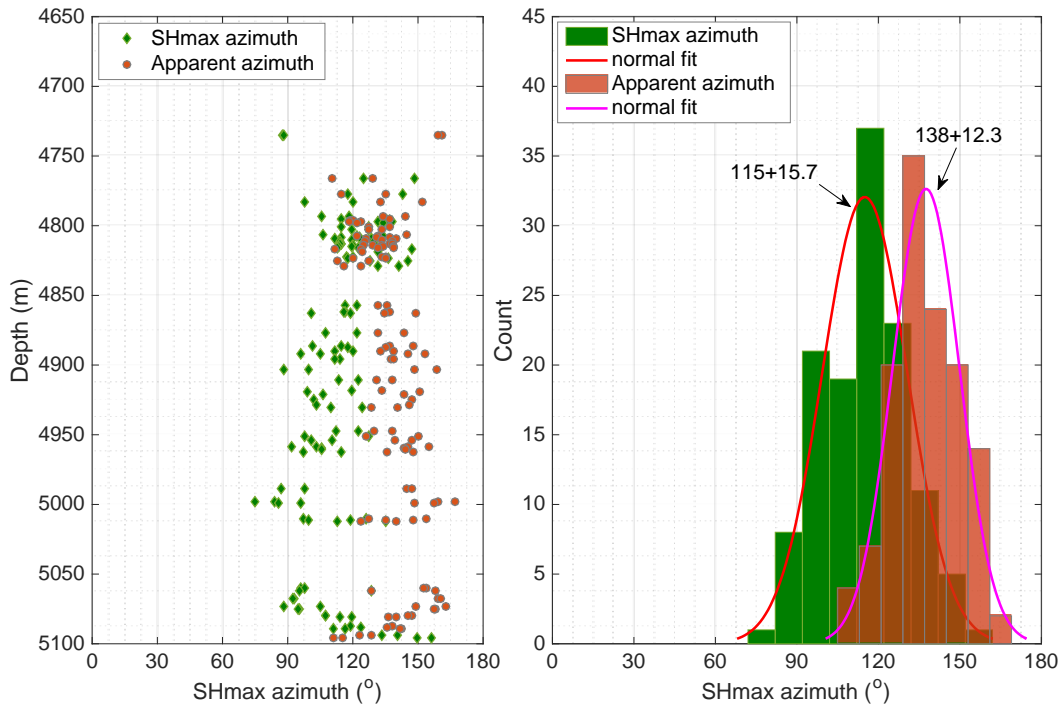 4650
4700
4750
4800
4850
4900
4950
5000
5050
5100
Depth (m)
SHmax azimuth
Apparent azimuth
0 30 60 90 120 150 180
SHmax azimuth (o)
45
40
35
30
25
20
15
10
5
0
Count
SHmax azimuth
normal fit
Apparent azimuth
normal fit
138+12.3
115+15.7
0 30 60 90 120 150 180
SHmax azimuth (o)